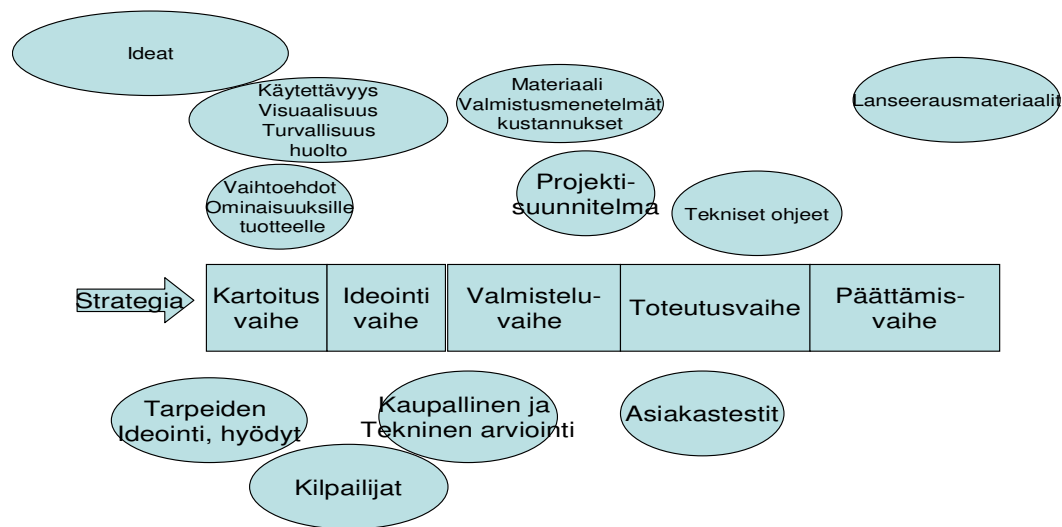 Ideat
Käytettävyys
Visuaalisuus
Turvallisuus
huolto
Materiaali
Valmistusmenetelmät
kustannukset
Lanseerausmateriaalit
Vaihtoehdot
Ominaisuuksille
tuotteelle
Projekti-
suunnitelma
Tekniset ohjeet
Strategia
Kartoitus
vaihe
Ideointi
vaihe
Valmistelu-
vaihe
Toteutusvaihe
Päättämis-
vaihe
Tarpeiden
Ideointi, hyödyt
Kaupallinen ja
Tekninen arviointi
Asiakastestit
Kilpailijat